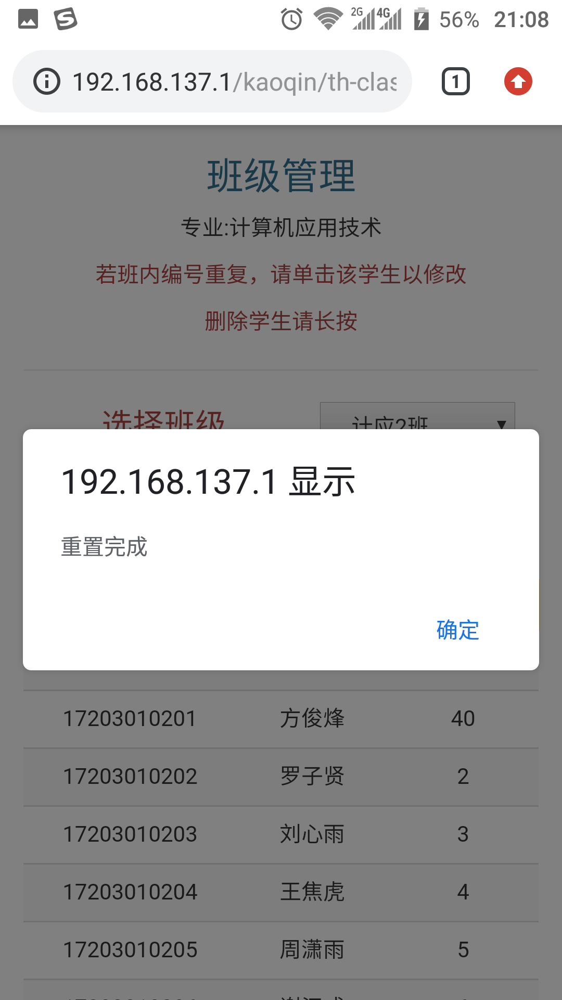 2G 4G 56% 21:08
192.168.137.1/kaoqin/th-clas
1
班级管理
专业:计算机应用技术
若班内编号重复，请单击该学生以修改
删除学生请长按
选择班级 计应2班
192.168.137.1 显示
重置完成
确定
17203010201 方俊烽 40
17203010202 罗子贤 2
17203010203 刘心雨 3
17203010204 王焦虎 4
17203010205 周潇雨 5